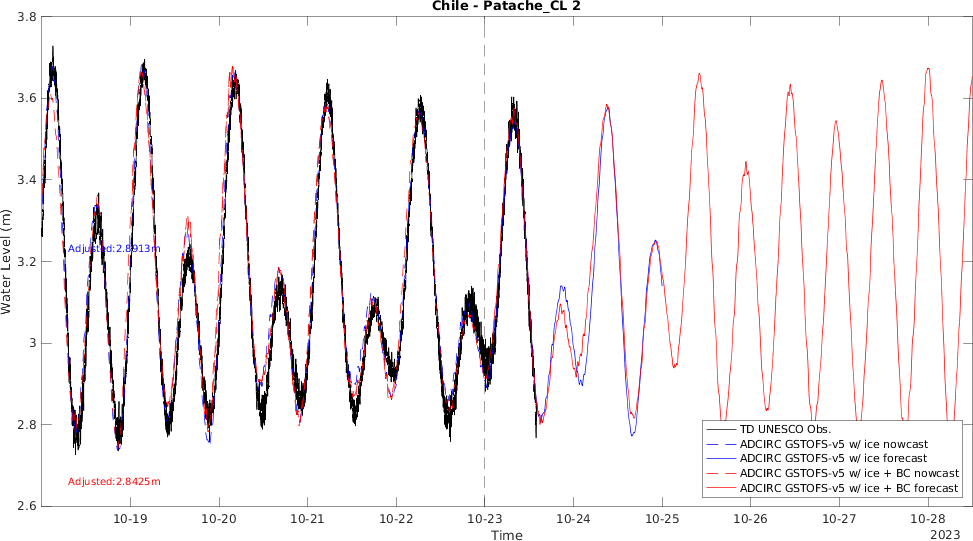 Chile - Patache_CL 2
Water Level (m)
3.8
3.6
3.4
3.2
3
2.8
2.6
Adjusted:2.8913m
Adjusted:2.8425m
TD UNESCO Obs.
ADCIRC GSTOFS-v5 w/ ice nowcast
ADCIRC GSTOFS-v5 w/ ice forecast
ADCIRC GSTOFS-v5 w/ ice + BC nowcast
ADCIRC GSTOFS-v5 w/ ice + BC forecast
10-19 10-20 10-21 10-22 10-23 10-24 10-25 10-26 10-27 10-28
Time
2023